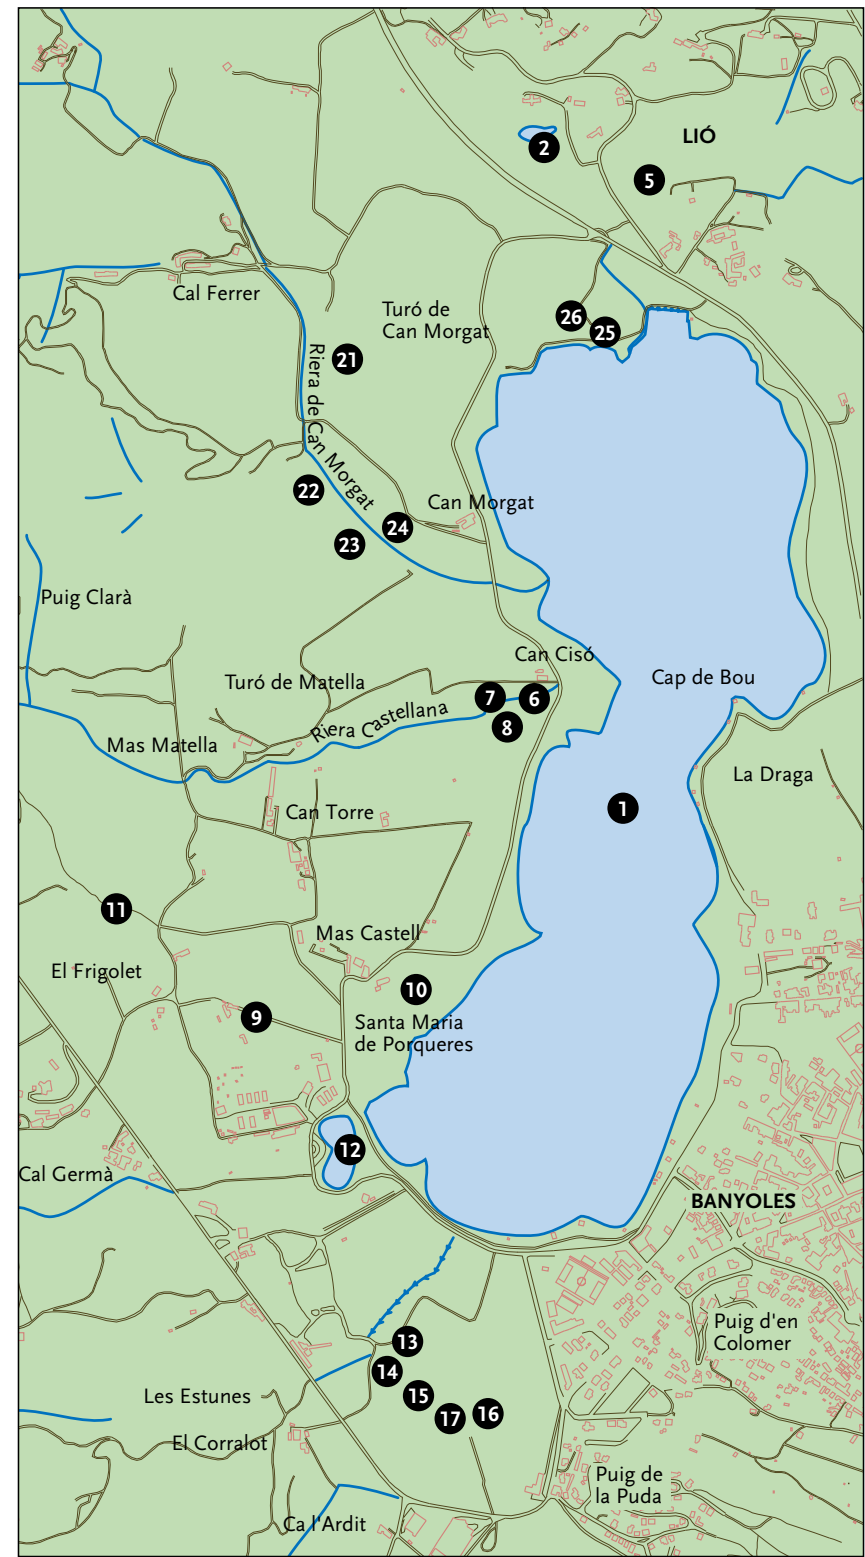 LIÓ
2
5
Cal Ferrer
Turó de
Can Morgat
26
25
21
Riera de Can Morgat
22
24
23
Can Morgat
Puig Clarà
Can Cisó
Turó de Matella
7
6
8
Riera Castellana
Cap de Bou
Mas Matella
La Draga
Can Torre
1
11
Mas Castell
El Frigolet
10
9
Santa Maria
de Porqueres
12
Cal Germà
BANYOLES
13
Puig d'en
Colomer
14
15
16
17
Les Estunes
El Corralot
Puig de
la Puda
Ca l'Ardit